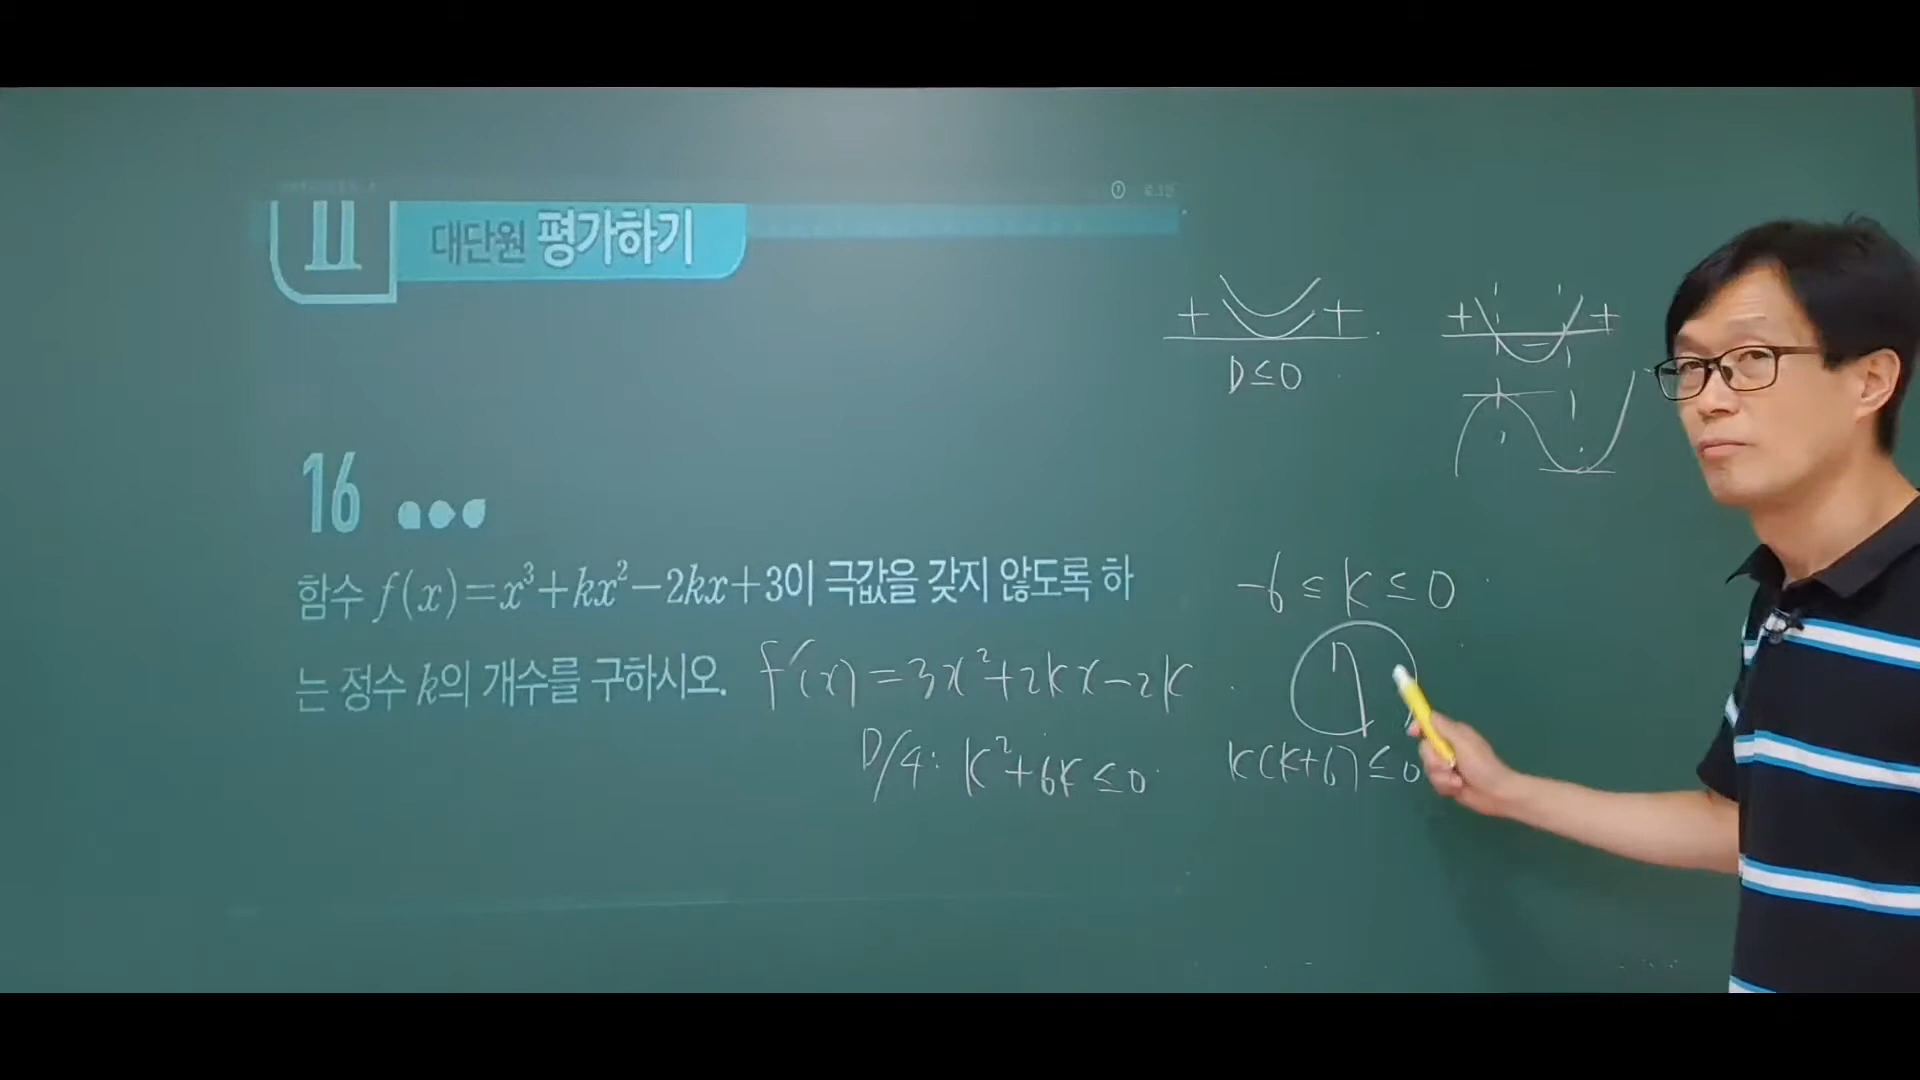 II 대단원 평가하기
16
함수 f(x)=x³+kx²-2kx+3이 극값을 갖지 않도록 하
는 정수 k의 개수를 구하시오.
f'(x)=3x²+2kx-2k
D/4: k²+6k≤0
k(k+6)≤0
-6≤k≤0
7
+ +
D≤0
+ - +